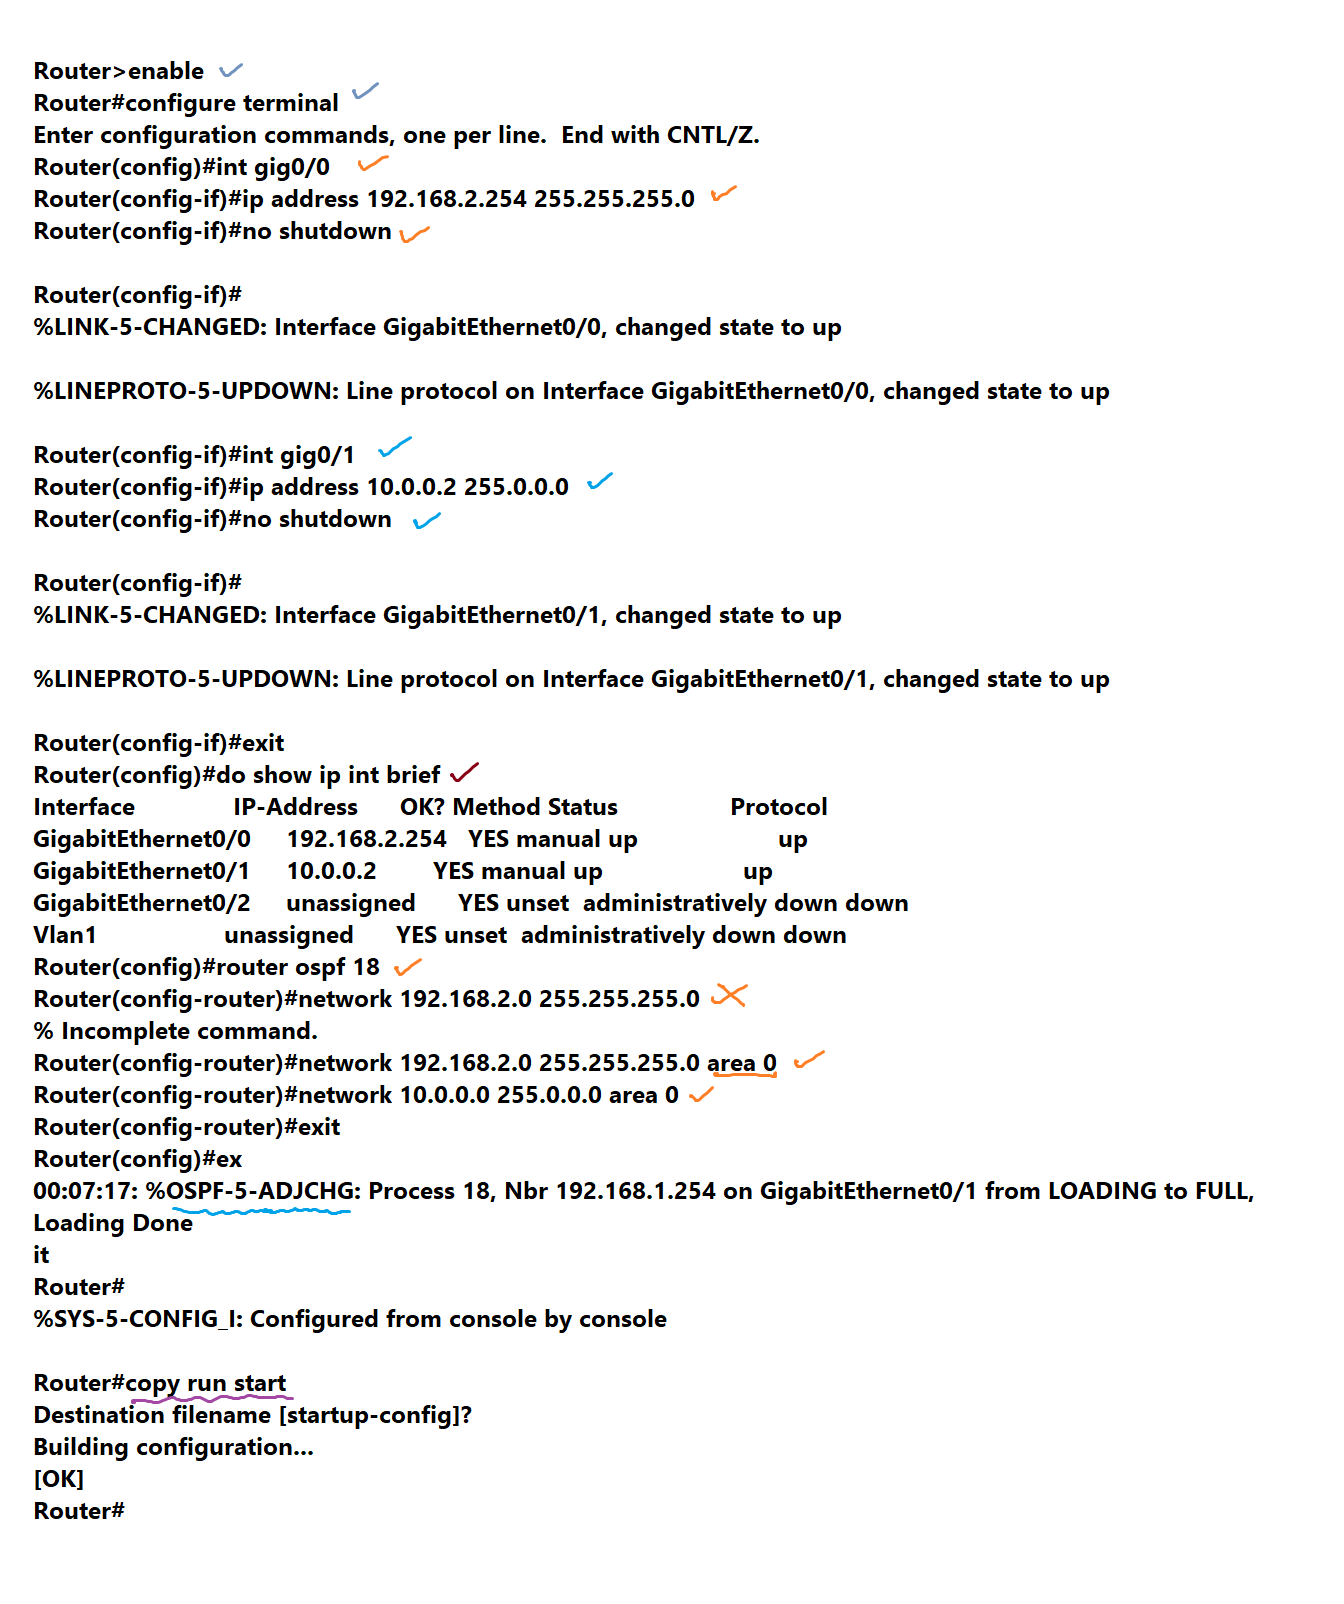 Router>enable
Router#configure terminal
Enter configuration commands, one per line.  End with CNTL/Z.
Router(config)#int gig0/0
Router(config-if)#ip address 192.168.2.254 255.255.255.0
Router(config-if)#no shutdown
Router(config-if)#
%LINK-5-CHANGED: Interface GigabitEthernet0/0, changed state to up
%LINEPROTO-5-UPDOWN: Line protocol on Interface GigabitEthernet0/0, changed state to up
Router(config-if)#int gig0/1
Router(config-if)#ip address 10.0.0.2 255.0.0.0
Router(config-if)#no shutdown
Router(config-if)#
%LINK-5-CHANGED: Interface GigabitEthernet0/1, changed state to up
%LINEPROTO-5-UPDOWN: Line protocol on Interface GigabitEthernet0/1, changed state to up
Router(config-if)#exit
Router(config)#do show ip int brief
Interface              IP-Address      OK? Method Status                Protocol
GigabitEthernet0/0     192.168.2.254   YES manual up                    up
GigabitEthernet0/1     10.0.0.2        YES manual up                    up
GigabitEthernet0/2     unassigned      YES unset  administratively down down
Vlan1                  unassigned      YES unset  administratively down down
Router(config)#router ospf 18
Router(config-router)#network 192.168.2.0 255.255.255.0
% Incomplete command.
Router(config-router)#network 192.168.2.0 255.255.255.0 area 0
Router(config-router)#network 10.0.0.0 255.0.0.0 area 0
Router(config-router)#exit
Router(config)#ex
00:07:17: %OSPF-5-ADJCHG: Process 18, Nbr 192.168.1.254 on GigabitEthernet0/1 from LOADING to FULL,
Loading Done
it
Router#
%SYS-5-CONFIG_I: Configured from console by console
Router#copy run start
Destination filename [startup-config]?
Building configuration...
[OK]
Router#